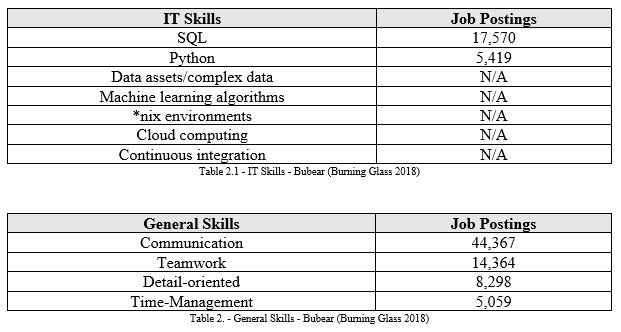 IT Skills Job Postings
SQL 17,570
Python 5,419
Data assets/complex data N/A
Machine learning algorithms N/A
*nix environments N/A
Cloud computing N/A
Continuous integration N/A
Table 2.1 - IT Skills - Bubear (Burning Glass 2018)
General Skills Job Postings
Communication 44,367
Teamwork 14,364
Detail-oriented 8,298
Time-Management 5,059
Table 2. - General Skills - Bubear (Burning Glass 2018)